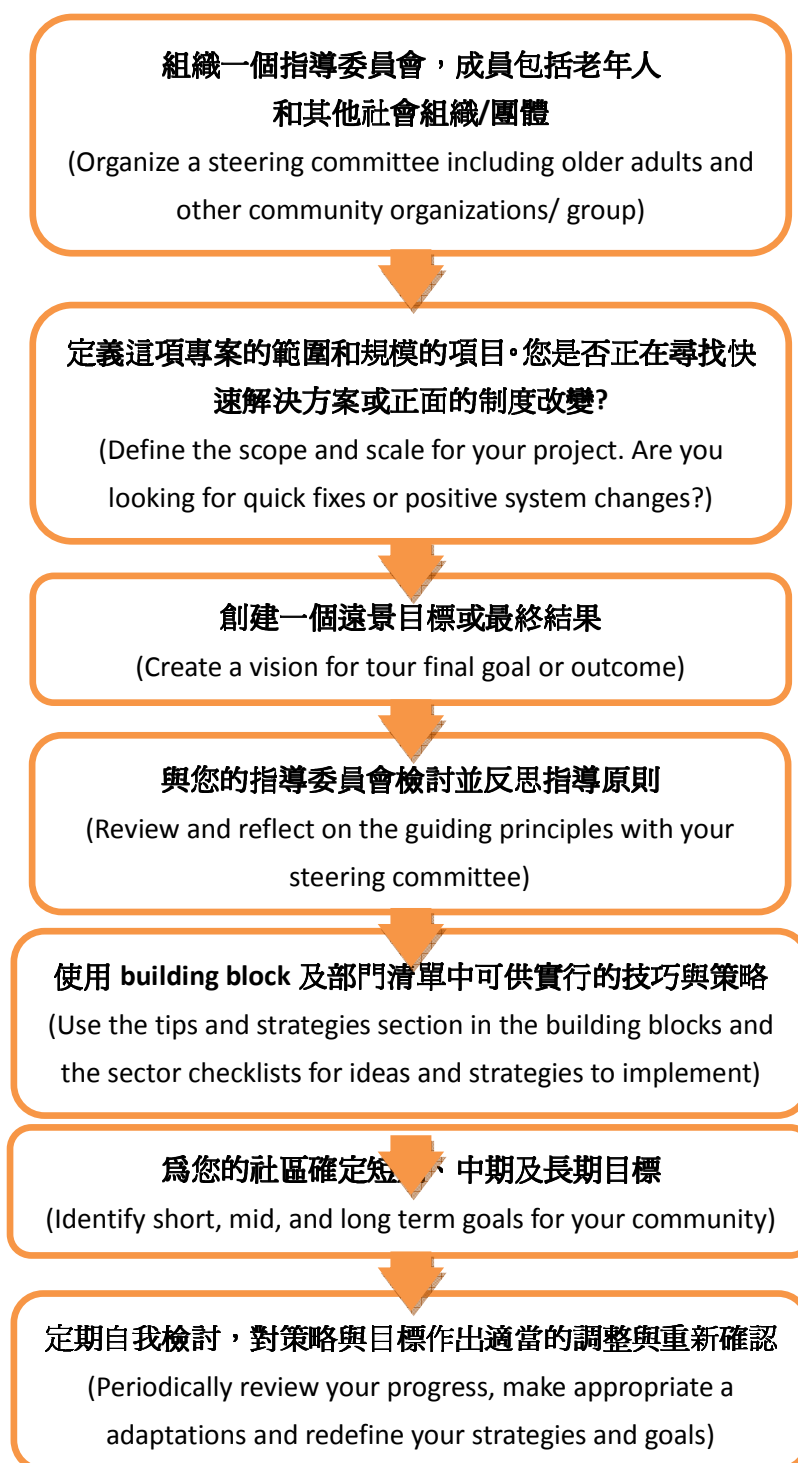 組織一個指導委員會，成員包括老年人
和其他社會組織/團體
(Organize a steering committee including older adults and
other community organizations/ group)
定義這項專案的範圍和規模的項目。您是否正在尋找快
速解決方案或正面的制度改變?
(Define the scope and scale for your project. Are you
looking for quick fixes or positive system changes?)
創建一個遠景目標或最終結果
(Create a vision for tour final goal or outcome)
與您的指導委員會檢討並反思指導原則
(Review and reflect on the guiding principles with your
steering committee)
使用 building block 及部門清單中可供實行的技巧與策略
(Use the tips and strategies section in the building blocks and
the sector checklists for ideas and strategies to implement)
爲您的社區確定短、中期及長期目標
(Identify short, mid, and long term goals for your community)
定期自我檢討，對策略與目標作出適當的調整與重新確認
(Periodically review your progress, make appropriate a
adaptations and redefine your strategies and goals)